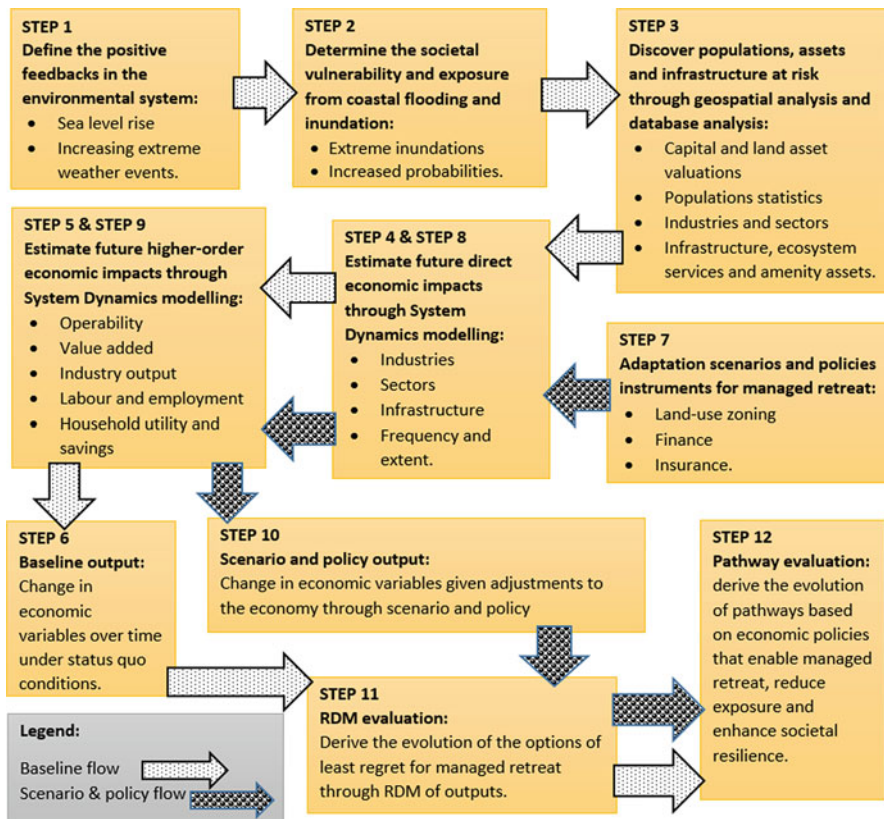 STEP 1
Define the positive
feedbacks in the
environmental system:
• Sea level rise
• Increasing extreme
weather events.
STEP 2
Determine the societal
vulnerability and exposure
from coastal flooding and
inundation:
• Extreme inundations
• Increased probabilities.
STEP 3
Discover populations, assets
and infrastructure at risk
through geospatial analysis and
database analysis:
• Capital and land asset
valuations
• Populations statistics
• Industries and sectors
• Infrastructure, ecosystem
services and amenity assets.
STEP 4 & STEP 8
Estimate future direct
economic impacts
through System
Dynamics modelling:
• Industries
• Sectors
• Infrastructure
• Frequency and
extent.
STEP 5 & STEP 9
Estimate future higher-order
economic impacts through
System Dynamics modelling:
• Operability
• Value added
• Industry output
• Labour and employment
• Household utility and
savings
STEP 6
Baseline output:
Change in
economic
variables over time
under status quo
conditions.
STEP 7
Adaptation scenarios and policies
instruments for managed retreat:
• Land-use zoning
• Finance
• Insurance.
STEP 10
Scenario and policy output:
Change in economic variables given adjustments to
the economy through scenario and policy
STEP 11
RDM evaluation:
Derive the evolution of the options of
least regret for managed retreat
through RDM of outputs.
STEP 12
Pathway evaluation:
derive the evolution
of pathways based
on economic policies
that enable managed
retreat, reduce
exposure and
enhance societal
resilience.
Legend:
Baseline flow
Scenario & policy flow